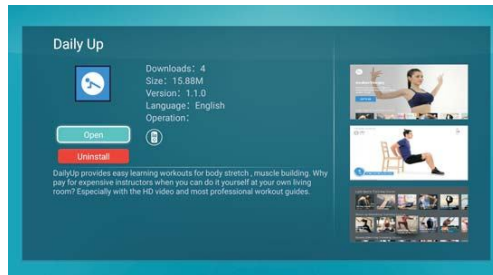 Daily Up
Downloads: 4
Size: 15.88M
Version: 1.1.0
Language: English
Operation:
Open
Uninstall
DailyUp provides easy learning workouts for body stretch , muscle building. Why
pay for expensive instructors when you can do it yourself at your own living
room? Especially with the HD video and most professional workout guides.